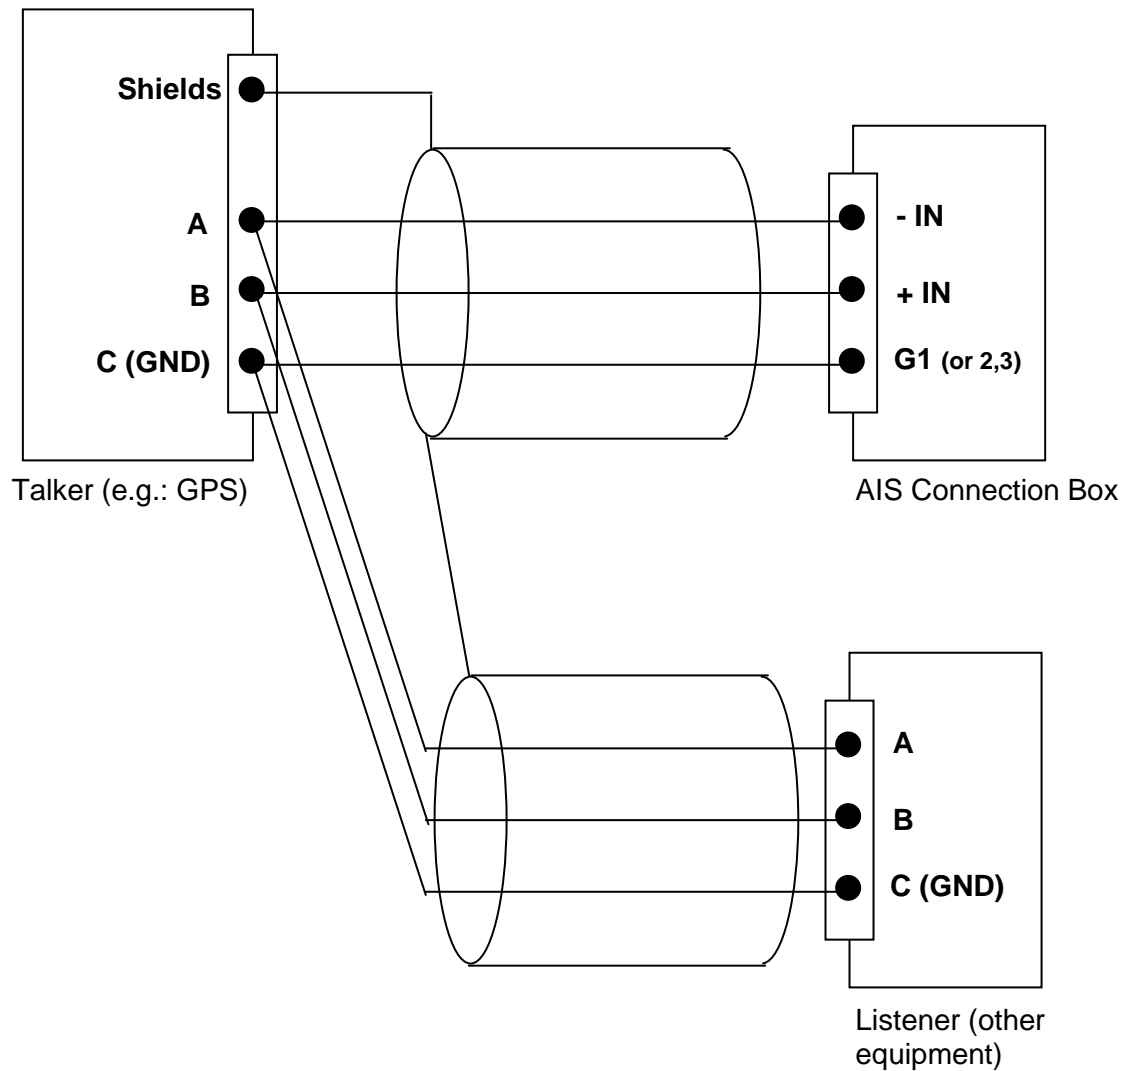 Shields
A
B
C (GND)
Talker (e.g.: GPS)
- IN
+ IN
G1 (or 2,3)
AIS Connection Box
A
B
C (GND)
Listener (other
equipment)